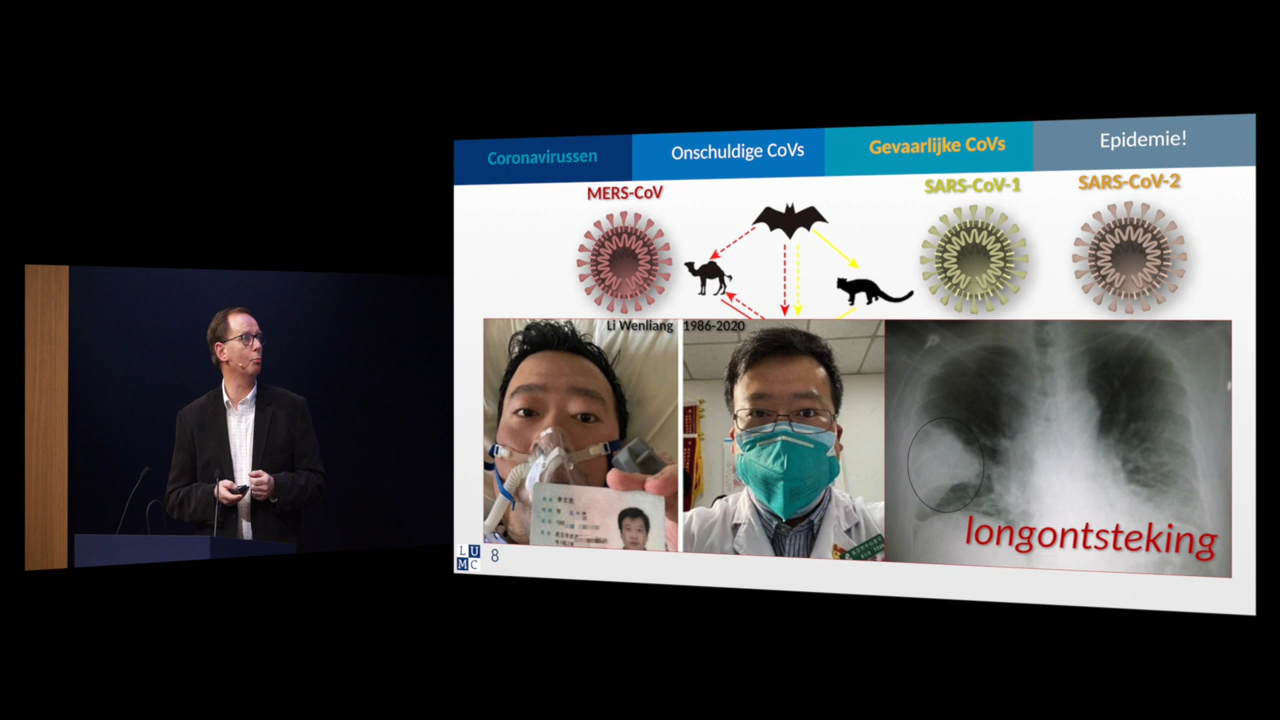 Coronavirussen
Onschuldige CoVs
Gevaarlijke CoVs
Epidemie!
MERS-CoV
SARS-CoV-1
SARS-CoV-2
Li Wenliang 1986-2020
longontsteking
LUMC
8